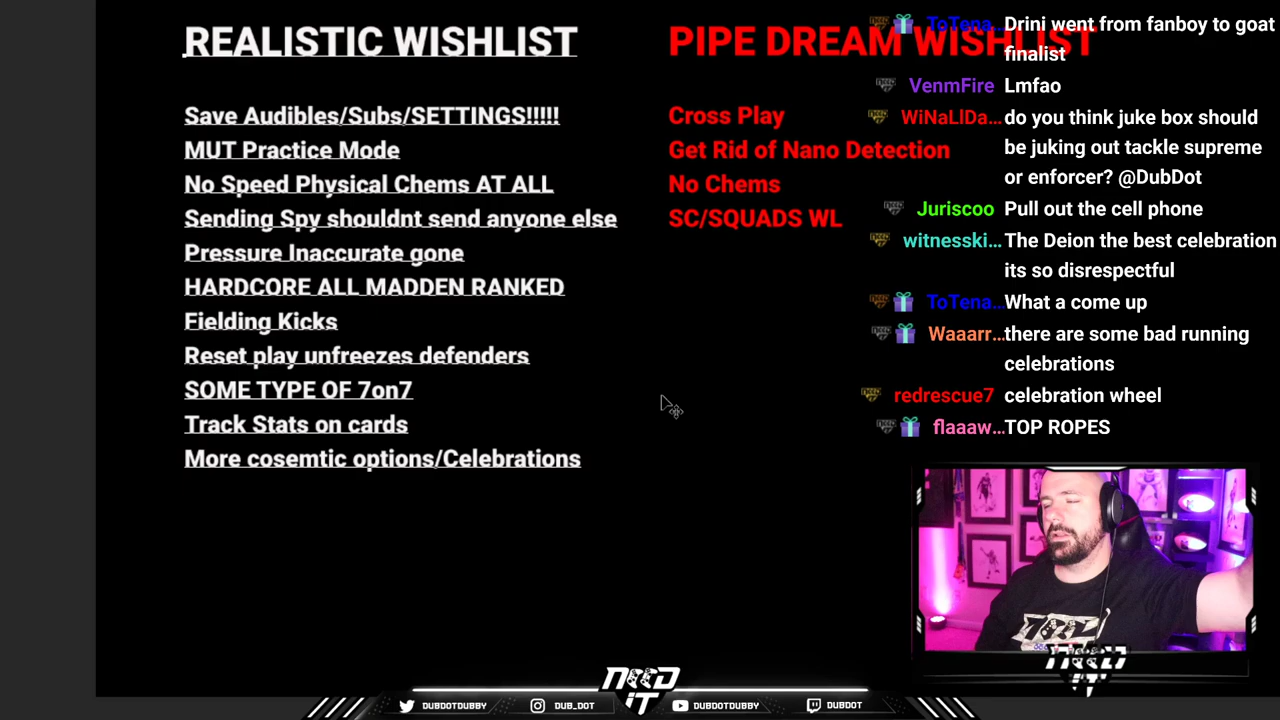 REALISTIC WISHLIST
Save Audibles/Subs/SETTINGS!!!!!
MUT Practice Mode
No Speed Physical Chems AT ALL
Sending Spy shouldnt send anyone else
Pressure Inaccurate gone
HARDCORE ALL MADDEN RANKED
Fielding Kicks
Reset play unfreezes defenders
SOME TYPE OF 7on7
Track Stats on cards
More cosemtic options/Celebrations
PIPE DREAM WISHLIST
Cross Play
Get Rid of Nano Detection
No Chems
SC/SQUADS WL
ToTena... Drini went from fanboy to goat
finalist
VenmFire Lmfao
WiNaLlDa... do you think juke box should
be juking out tackle supreme
or enforcer? @DubDot
Juriscoo Pull out the cell phone
witnesski... The Deion the best celebration
its so disrespectful
ToTena... What a come up
Waaarr... there are some bad running
celebrations
redrescue7 celebration wheel
flaaaw... TOP ROPES
NEED
IT
DUBDOTDUBBY
DUB_DOT
DUBDOTDUBBY
DUBDOT